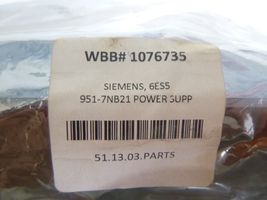 WBB# 1076735
SIEMENS, 6ES5
951-7NB21 POWER SUPP
51.13.03.PARTS